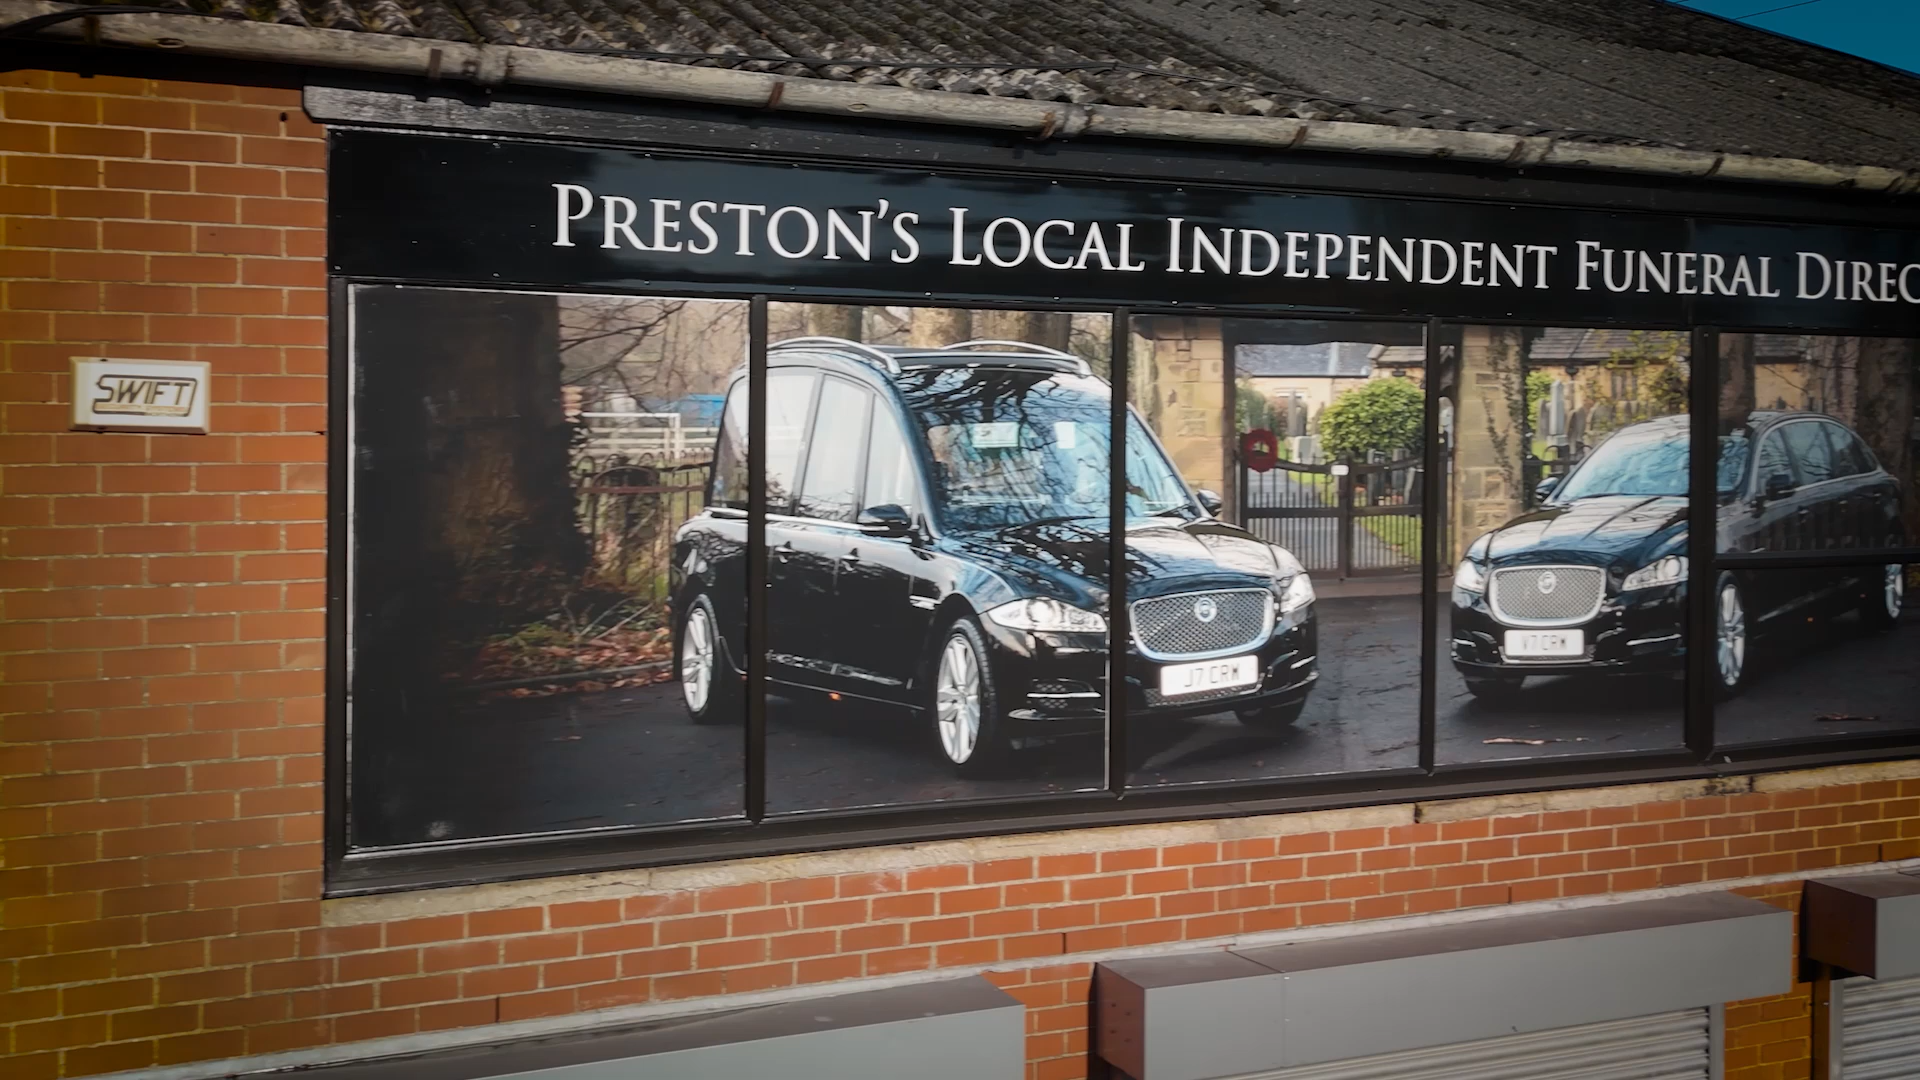 PRESTON'S LOCAL INDEPENDENT FUNERAL DIREC
SWIFT
J7 CRW
V7 CRW